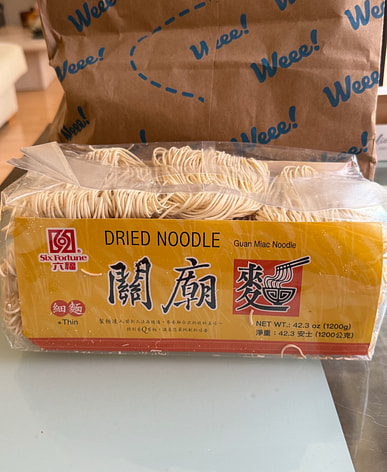 Weee!
Weee!
Weee!
Weee!
Weee!
Weee!
Weee!
Six Fortune
六福
DRIED NOODLE
Guan Miao Noodle
關廟麵
細麵
•Thin
NET WT.: 42.3 oz (1200g)
淨重：42.3 安士 (1200公克)